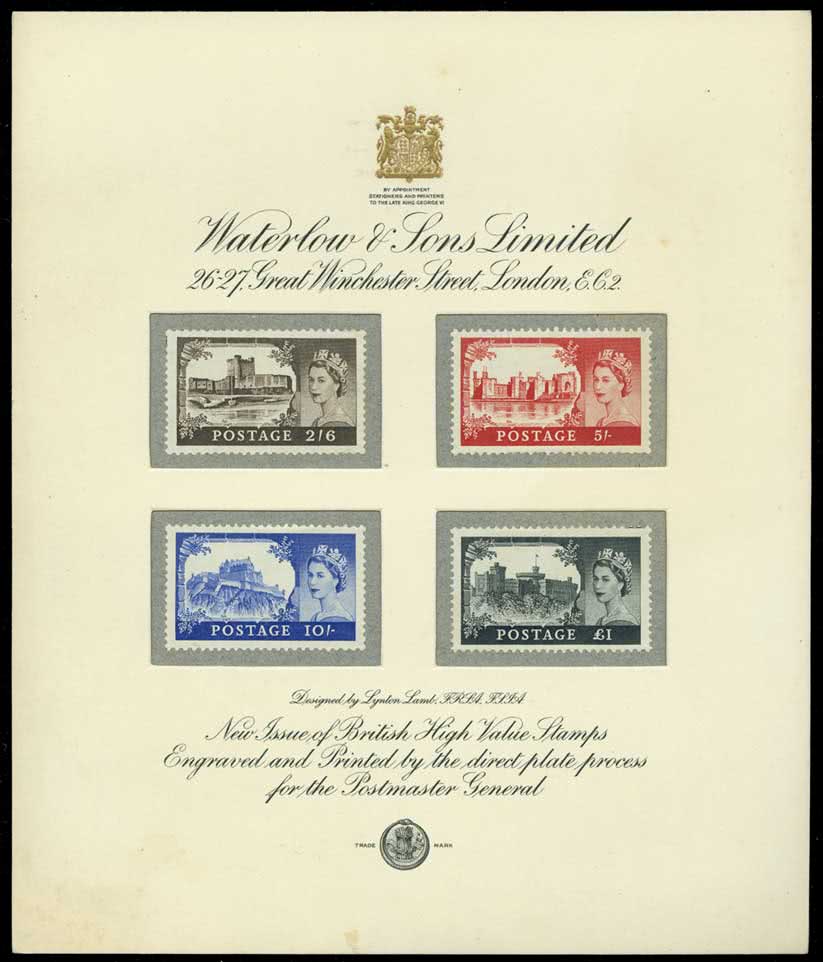 BY APPOINTMENT
STATIONERS AND PRINTERS
TO THE LATE KING GEORGE VI
Waterlow & Sons Limited
26-27, Great Winchester Street, London, E.C.2.
POSTAGE 2/6
POSTAGE 5/-
POSTAGE 10/-
POSTAGE £1
Designed by Lynton Lamb, F.R.S.A., F.S.I.A.
New Issue of British High Value Stamps
Engraved and Printed by the direct plate process
for the Postmaster General
TRADE MARK